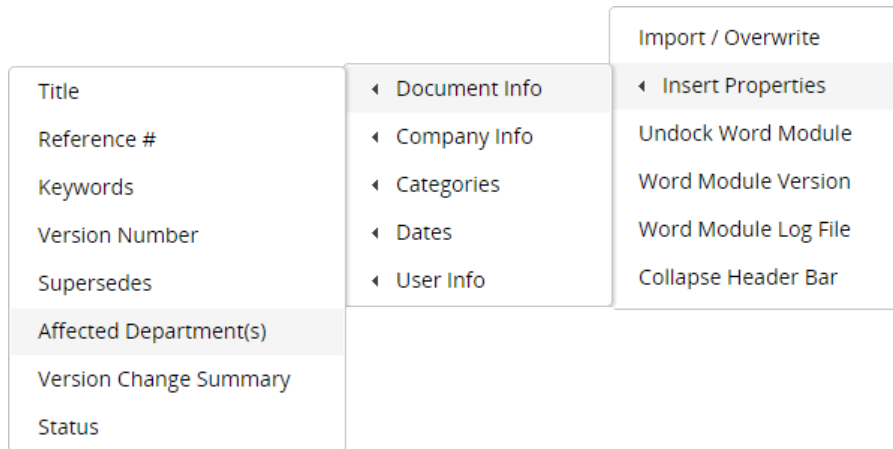 Title
Reference #
Keywords
Version Number
Supersedes
Affected Department(s)
Version Change Summary
Status
Document Info
Company Info
Categories
Dates
User Info
Import / Overwrite
Insert Properties
Undock Word Module
Word Module Version
Word Module Log File
Collapse Header Bar